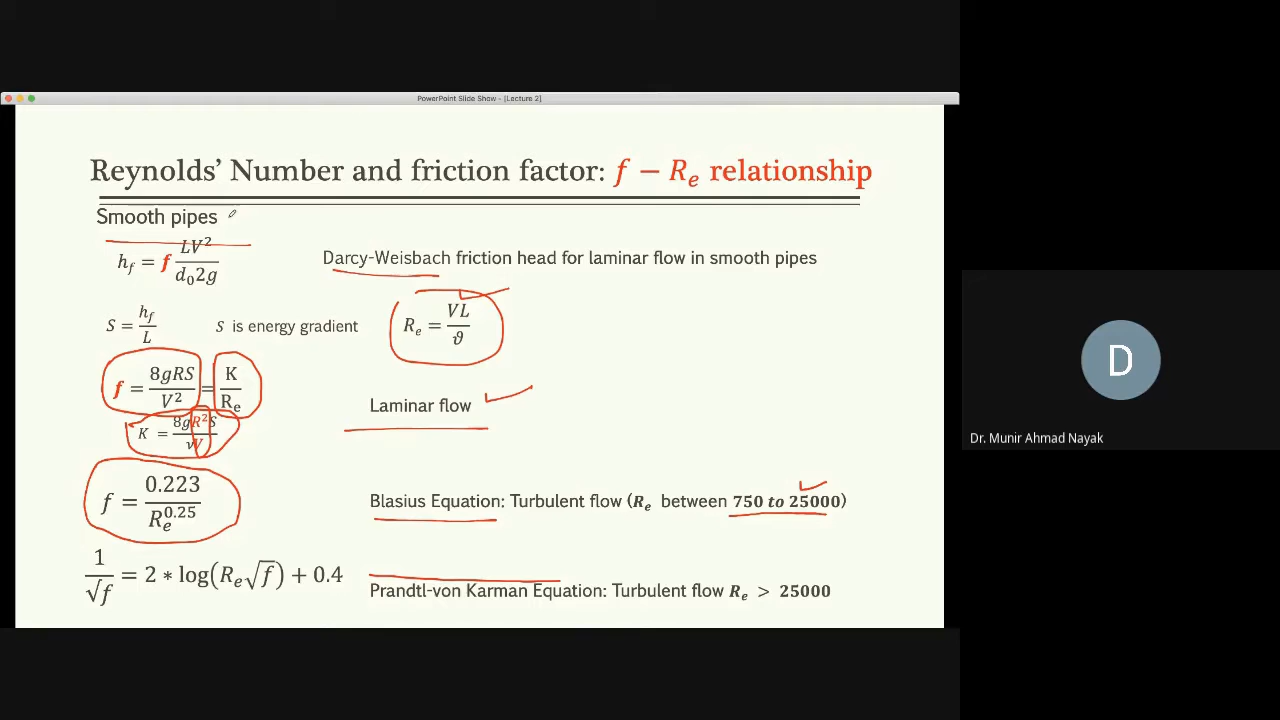 PowerPoint Slide Show - [Lecture 2]
Reynolds’ Number and friction factor: f − Rₑ relationship
Smooth pipes
h_f = f LV²/d₀2g
Darcy-Weisbach friction head for laminar flow in smooth pipes
S = h_f/L
S is energy gradient
Rₑ = VL/ϑ
f = 8gRS/V² = K/Rₑ
Laminar flow
K = 8gR²S/νV
f = 0.223/Rₑ^0.25
Blasius Equation: Turbulent flow (Rₑ between 750 to 25000)
1/√f = 2 * log(Rₑ√f) + 0.4
Prandtl-von Karman Equation: Turbulent flow Rₑ > 25000
D
Dr. Munir Ahmad Nayak